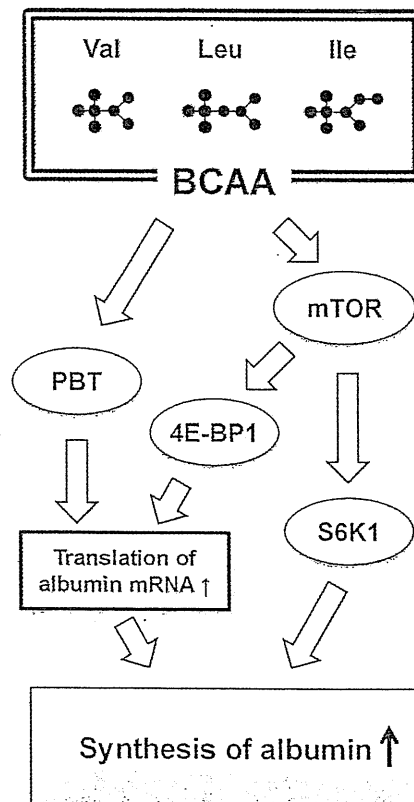 Val Leu Ile
BCAA
mTOR
PBT
4E-BP1
S6K1
Translation of
albumin mRNA ↑
Synthesis of albumin ↑